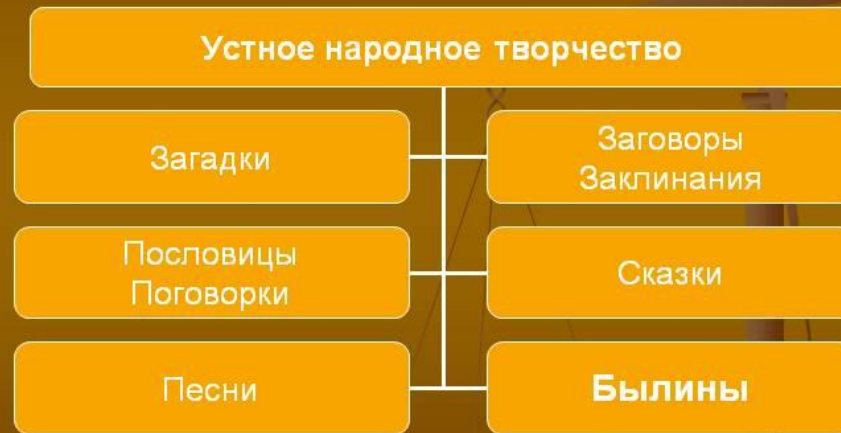 Устное народное творчество
Загадки
Заговоры
Заклинания
Пословицы
Поговорки
Сказки
Песни
Былины